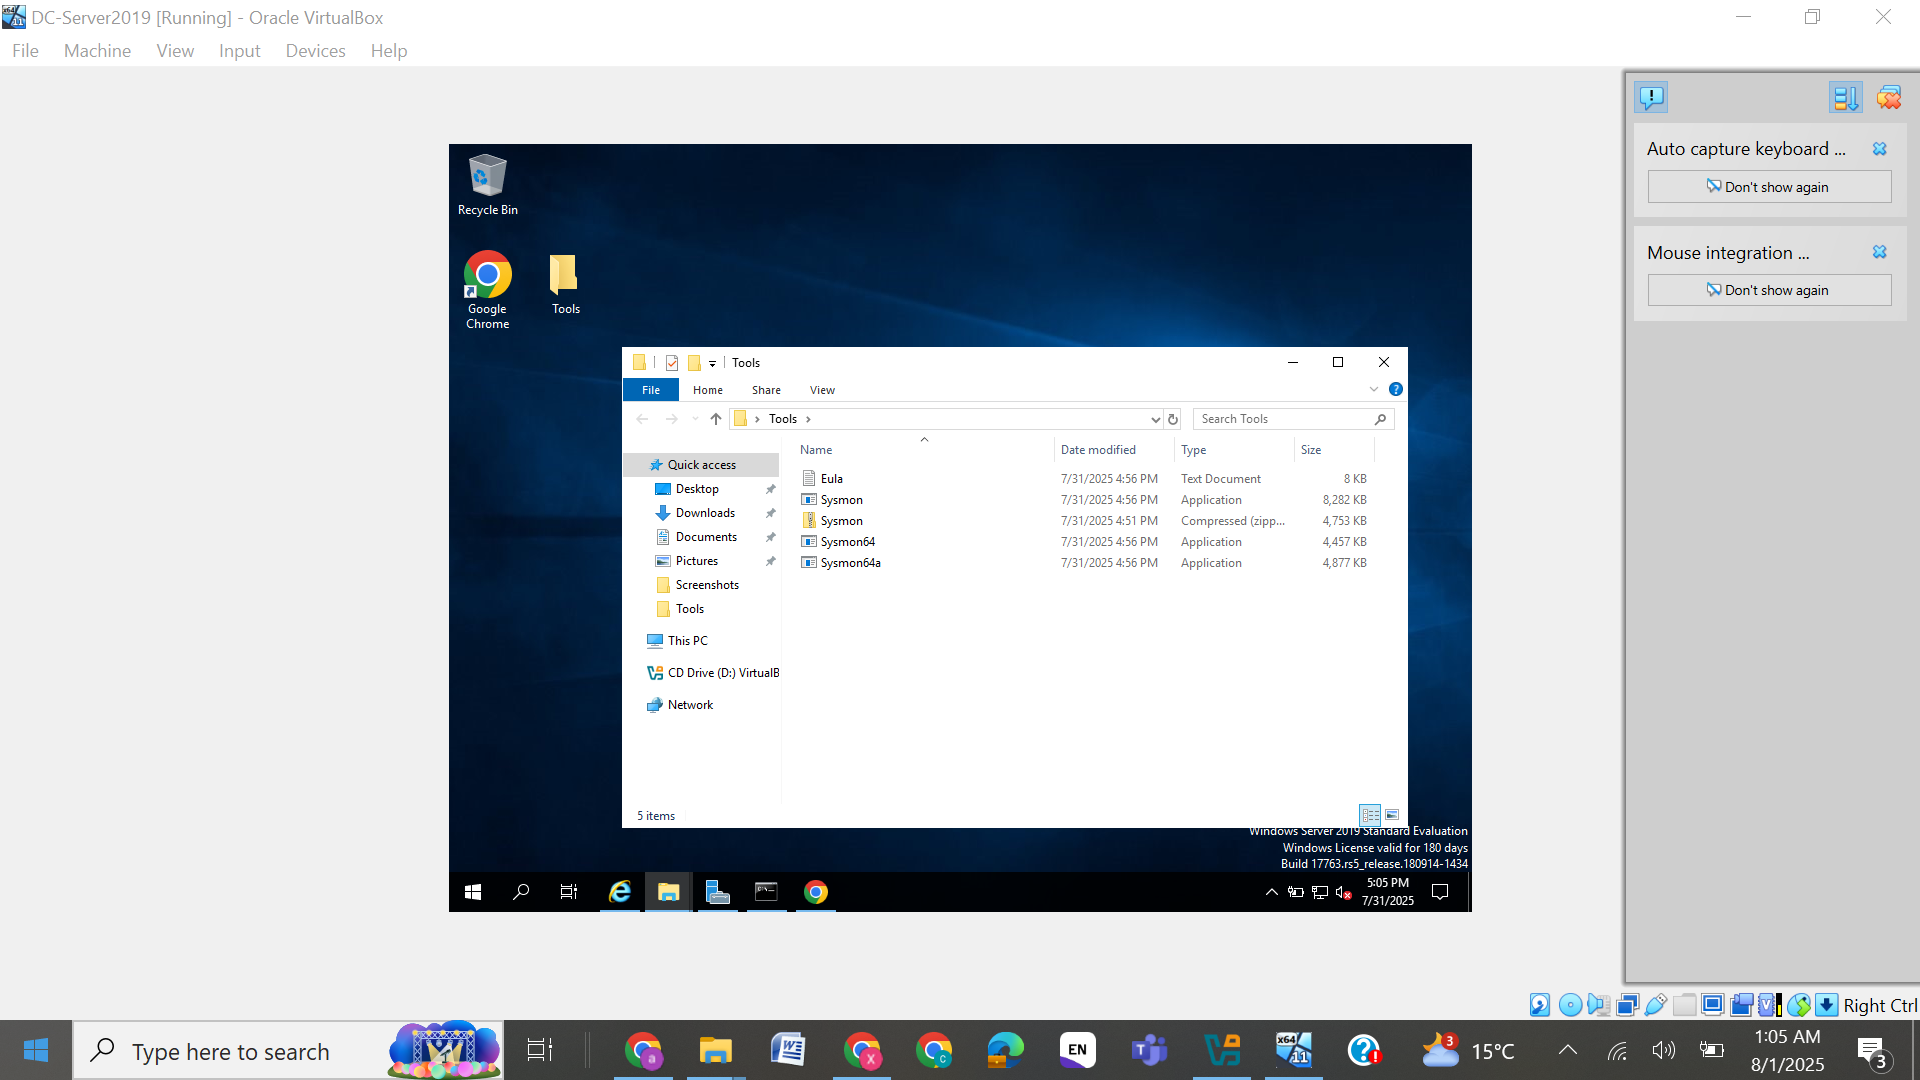 DC-Server2019 [Running] - Oracle VirtualBox
File Machine View Input Devices Help
Auto capture keyboard ...
Don't show again
Mouse integration ...
Don't show again
Recycle Bin
Google Chrome
Tools
Tools
File Home Share View
Tools
Search Tools
Name Date modified Type Size
Quick access
Desktop
Downloads
Documents
Pictures
Screenshots
Tools
This PC
CD Drive (D:) VirtualB
Network
Eula 7/31/2025 4:56 PM Text Document 8 KB
Sysmon 7/31/2025 4:56 PM Application 8,282 KB
Sysmon 7/31/2025 4:51 PM Compressed (zipp... 4,753 KB
Sysmon64 7/31/2025 4:56 PM Application 4,457 KB
Sysmon64a 7/31/2025 4:56 PM Application 4,877 KB
5 items
Windows Server 2019 Standard Evaluation
Windows License valid for 180 days
Build 17763.rs5_release.180914-1434
5:05 PM
7/31/2025
Right Ctrl
Type here to search
EN
x64
11
3
15°C
1:05 AM
8/1/2025
3